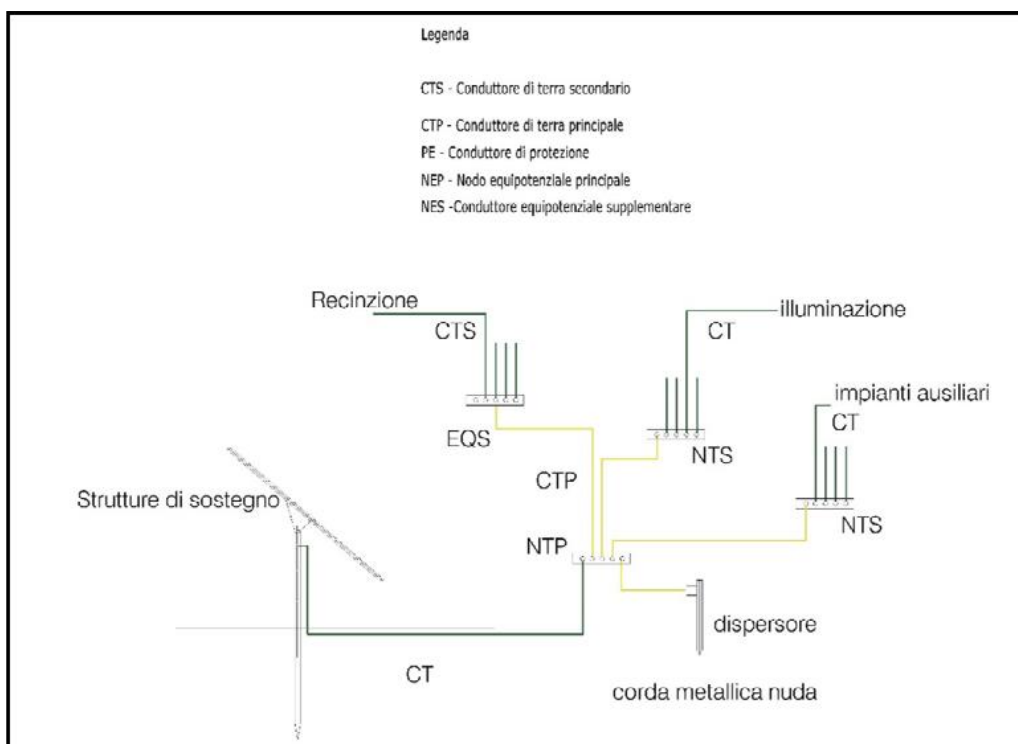 Legenda
CTS - Conduttore di terra secondario
CTP - Conduttore di terra principale
PE - Conduttore di protezione
NEP - Nodo equipotenziale principale
NES -Conduttore equipotenziale supplementare
Recinzione
CTS
illuminazione
CT
impianti ausiliari
CT
EQS
NTS
Strutture di sostegno
CTP
NTS
NTP
dispersore
CT
corda metallica nuda